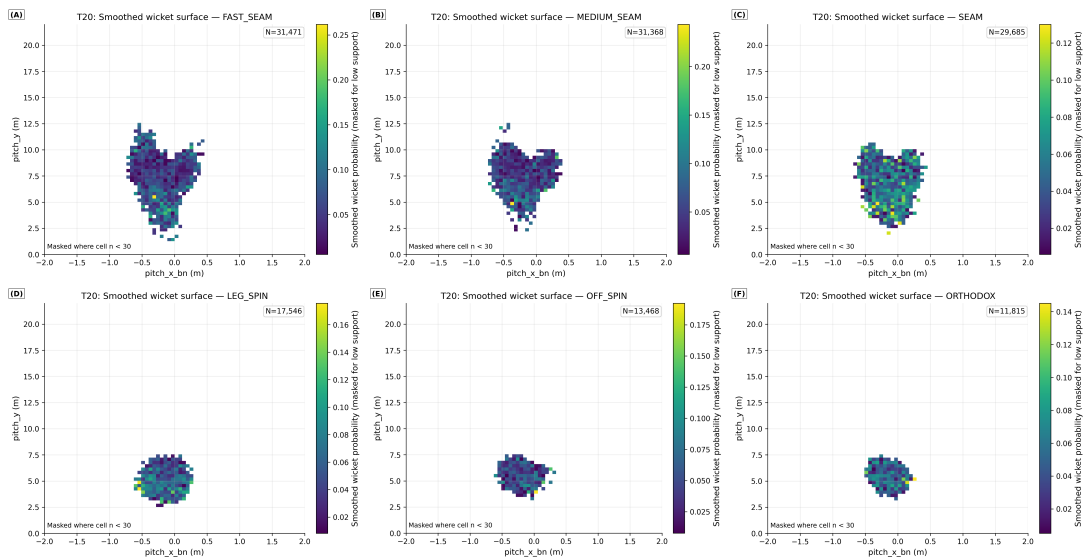 (A)
T20: Smoothed wicket surface — FAST_SEAM
N=31,471
Masked where cell n < 30
pitch_y (m)
0.0
2.5
5.0
7.5
10.0
12.5
15.0
17.5
20.0
−2.0 −1.5 −1.0 −0.5 0.0 0.5 1.0 1.5 2.0
pitch_x_bn (m)
0.25
0.20
0.15
0.10
0.05
Smoothed wicket probability (masked for low support)
(B)
T20: Smoothed wicket surface — MEDIUM_SEAM
N=31,368
Masked where cell n < 30
pitch_y (m)
0.0
2.5
5.0
7.5
10.0
12.5
15.0
17.5
20.0
−2.0 −1.5 −1.0 −0.5 0.0 0.5 1.0 1.5 2.0
pitch_x_bn (m)
0.20
0.15
0.10
0.05
Smoothed wicket probability (masked for low support)
(C)
T20: Smoothed wicket surface — SEAM
N=29,685
Masked where cell n < 30
pitch_y (m)
0.0
2.5
5.0
7.5
10.0
12.5
15.0
17.5
20.0
−2.0 −1.5 −1.0 −0.5 0.0 0.5 1.0 1.5 2.0
pitch_x_bn (m)
0.12
0.10
0.08
0.06
0.04
0.02
Smoothed wicket probability (masked for low support)
(D)
T20: Smoothed wicket surface — LEG_SPIN
N=17,546
Masked where cell n < 30
pitch_y (m)
0.0
2.5
5.0
7.5
10.0
12.5
15.0
17.5
20.0
−2.0 −1.5 −1.0 −0.5 0.0 0.5 1.0 1.5 2.0
pitch_x_bn (m)
0.16
0.14
0.12
0.10
0.08
0.06
0.04
0.02
Smoothed wicket probability (masked for low support)
(E)
T20: Smoothed wicket surface — OFF_SPIN
N=13,468
Masked where cell n < 30
pitch_y (m)
0.0
2.5
5.0
7.5
10.0
12.5
15.0
17.5
20.0
−2.0 −1.5 −1.0 −0.5 0.0 0.5 1.0 1.5 2.0
pitch_x_bn (m)
0.175
0.150
0.125
0.100
0.075
0.050
0.025
Smoothed wicket probability (masked for low support)
(F)
T20: Smoothed wicket surface — ORTHODOX
N=11,815
Masked where cell n < 30
pitch_y (m)
0.0
2.5
5.0
7.5
10.0
12.5
15.0
17.5
20.0
−2.0 −1.5 −1.0 −0.5 0.0 0.5 1.0 1.5 2.0
pitch_x_bn (m)
0.14
0.12
0.10
0.08
0.06
0.04
0.02
Smoothed wicket probability (masked for low support)